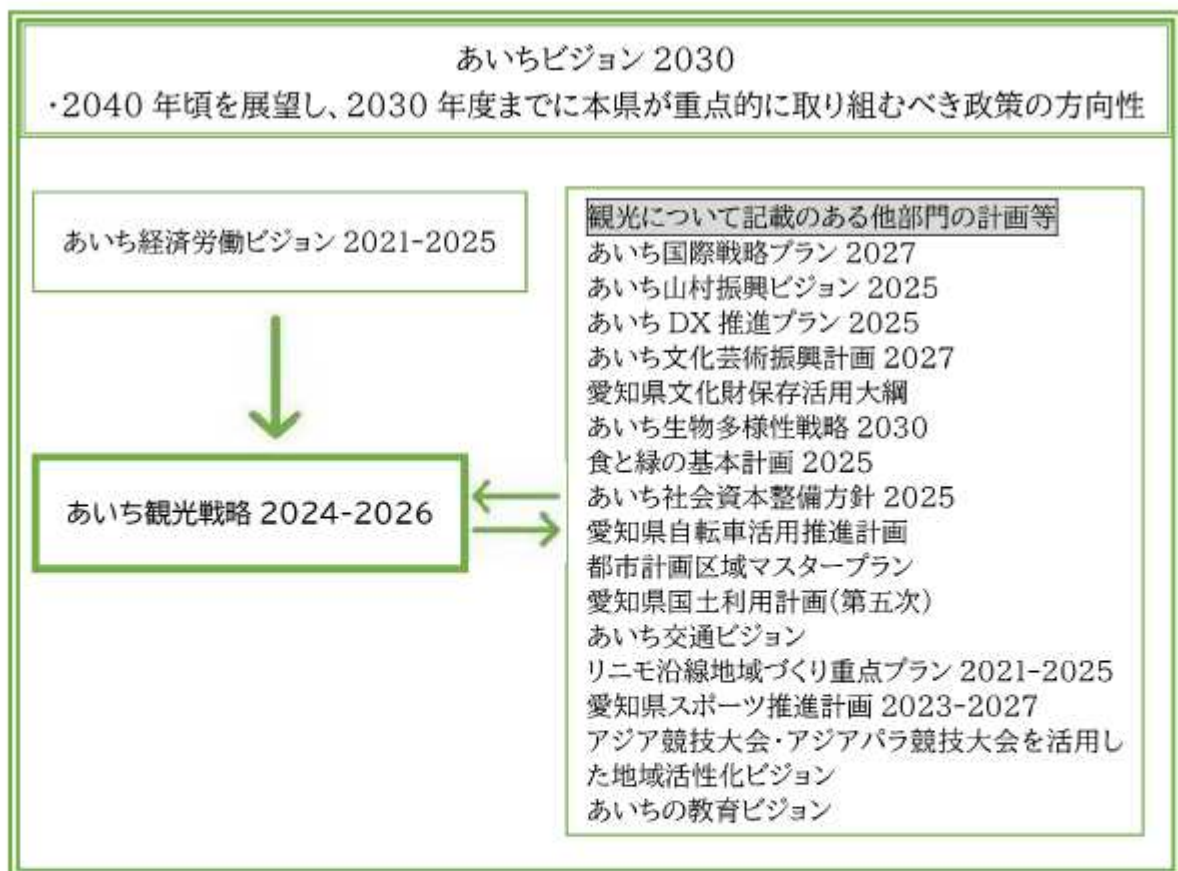 あいちビジョン 2030
・2040 年頃を展望し、2030 年度までに本県が重点的に取り組むべき政策の方向性
あいち経済労働ビジョン 2021-2025
あいち観光戦略 2024-2026
観光について記載のある他部門の計画等
あいち国際戦略プラン 2027
あいち山村振興ビジョン 2025
あいち DX 推進プラン 2025
あいち文化芸術振興計画 2027
愛知県文化財保存活用大綱
あいち生物多様性戦略 2030
食と緑の基本計画 2025
あいち社会資本整備方針 2025
愛知県自転車活用推進計画
都市計画区域マスタープラン
愛知県国土利用計画(第五次)
あいち交通ビジョン
リニモ沿線地域づくり重点プラン 2021-2025
愛知県スポーツ推進計画 2023-2027
アジア競技大会・アジアパラ競技大会を活用し
た地域活性化ビジョン
あいちの教育ビジョン